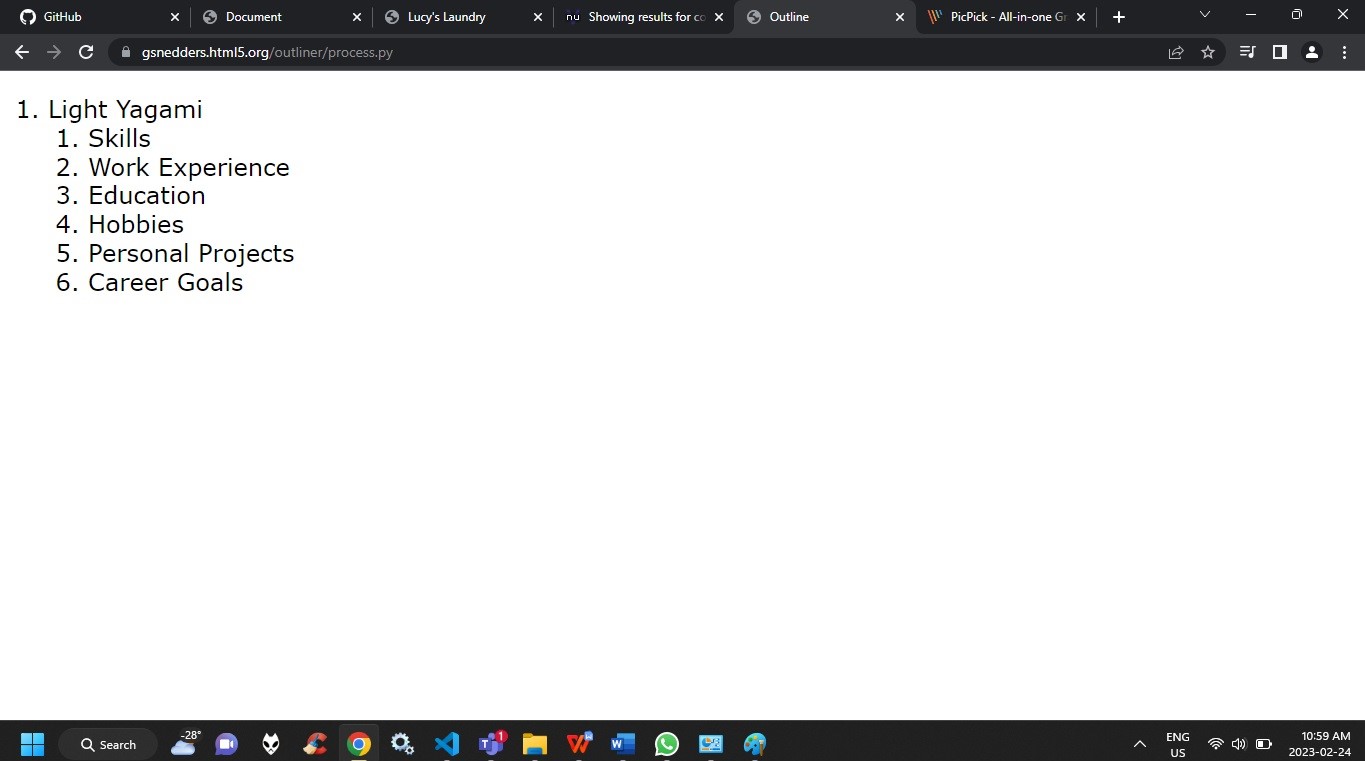 GitHub
Document
Lucy's Laundry
nu Showing results for co
Outline
PicPick - All-in-one Gr
gsnedders.html5.org/outliner/process.py
1. Light Yagami
1. Skills
2. Work Experience
3. Education
4. Hobbies
5. Personal Projects
6. Career Goals
Search
-28°
1
ENG
US
10:59 AM
2023-02-24